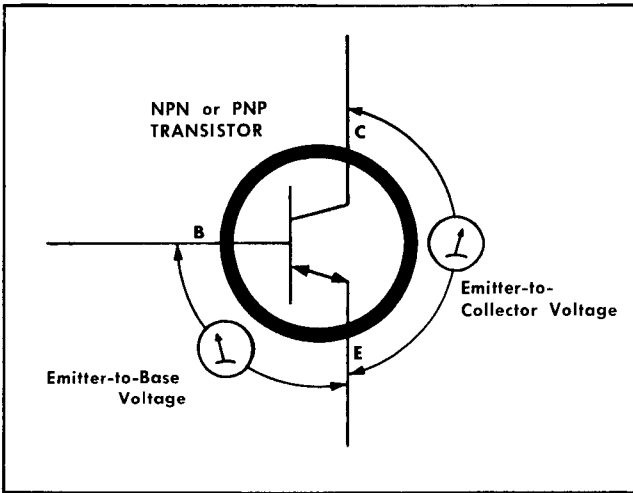 NPN or PNP
TRANSISTOR
C
B
Emitter-to-
Collector Voltage
E
Emitter-to-Base
Voltage